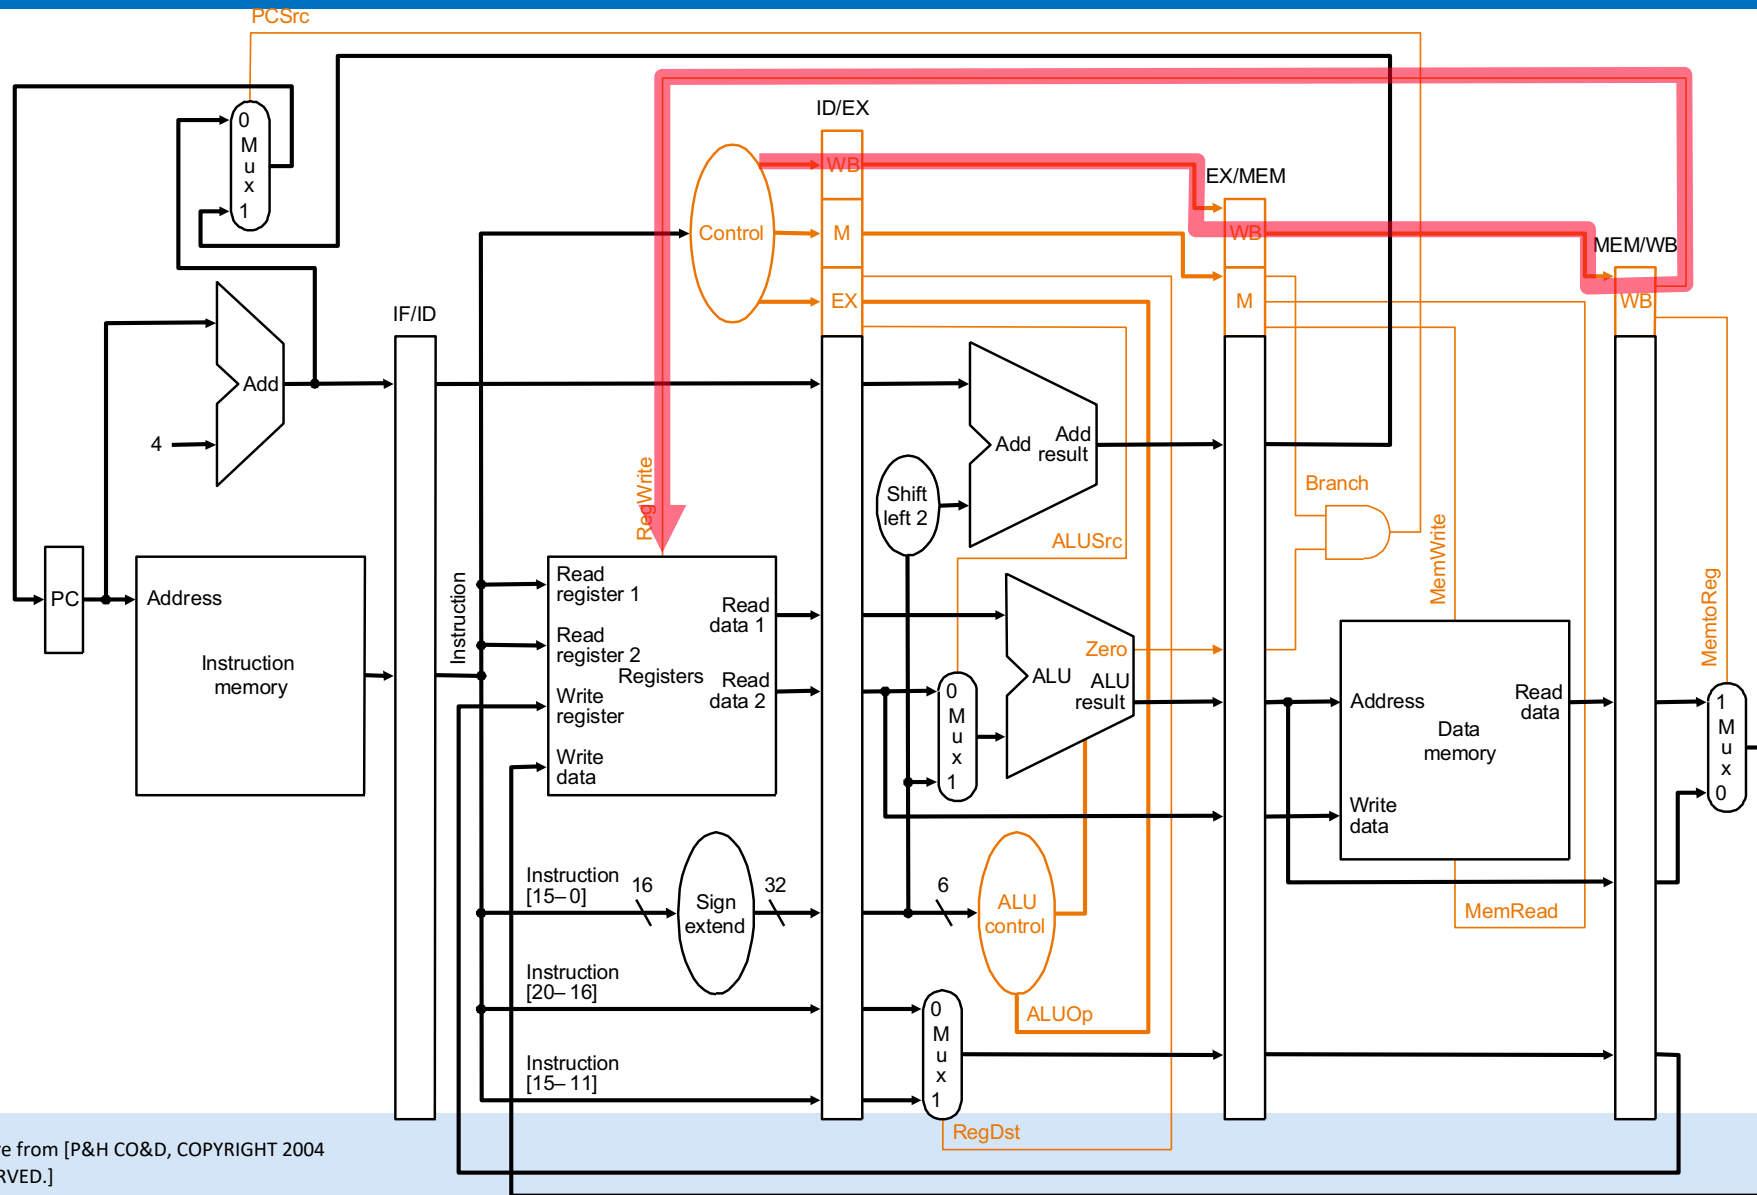 PCSrc
ID/EX
0
M
u
x
1
WB
EX/MEM
Control
M
WB
MEM/WB
EX
M
WB
IF/ID
Add
4
Add
Add
result
Shift
left 2
RegWrite
Branch
ALUSrc
MemWrite
MemtoReg
PC
Address
Instruction
memory
Instruction
Read
register 1
Read
register 2
Write
register
Write
data
Registers
Read
data 1
Read
data 2
0
M
u
x
1
Zero
ALU
ALU
result
Address
Read
data
Data
memory
Write
data
1
M
u
x
0
Instruction
[15–0]
16
Sign
extend
32
6
ALU
control
MemRead
Instruction
[20–16]
ALUOp
0
M
u
x
1
Instruction
[15–11]
RegDst
re from [P&H CO&D, COPYRIGHT 2004
RVED.]